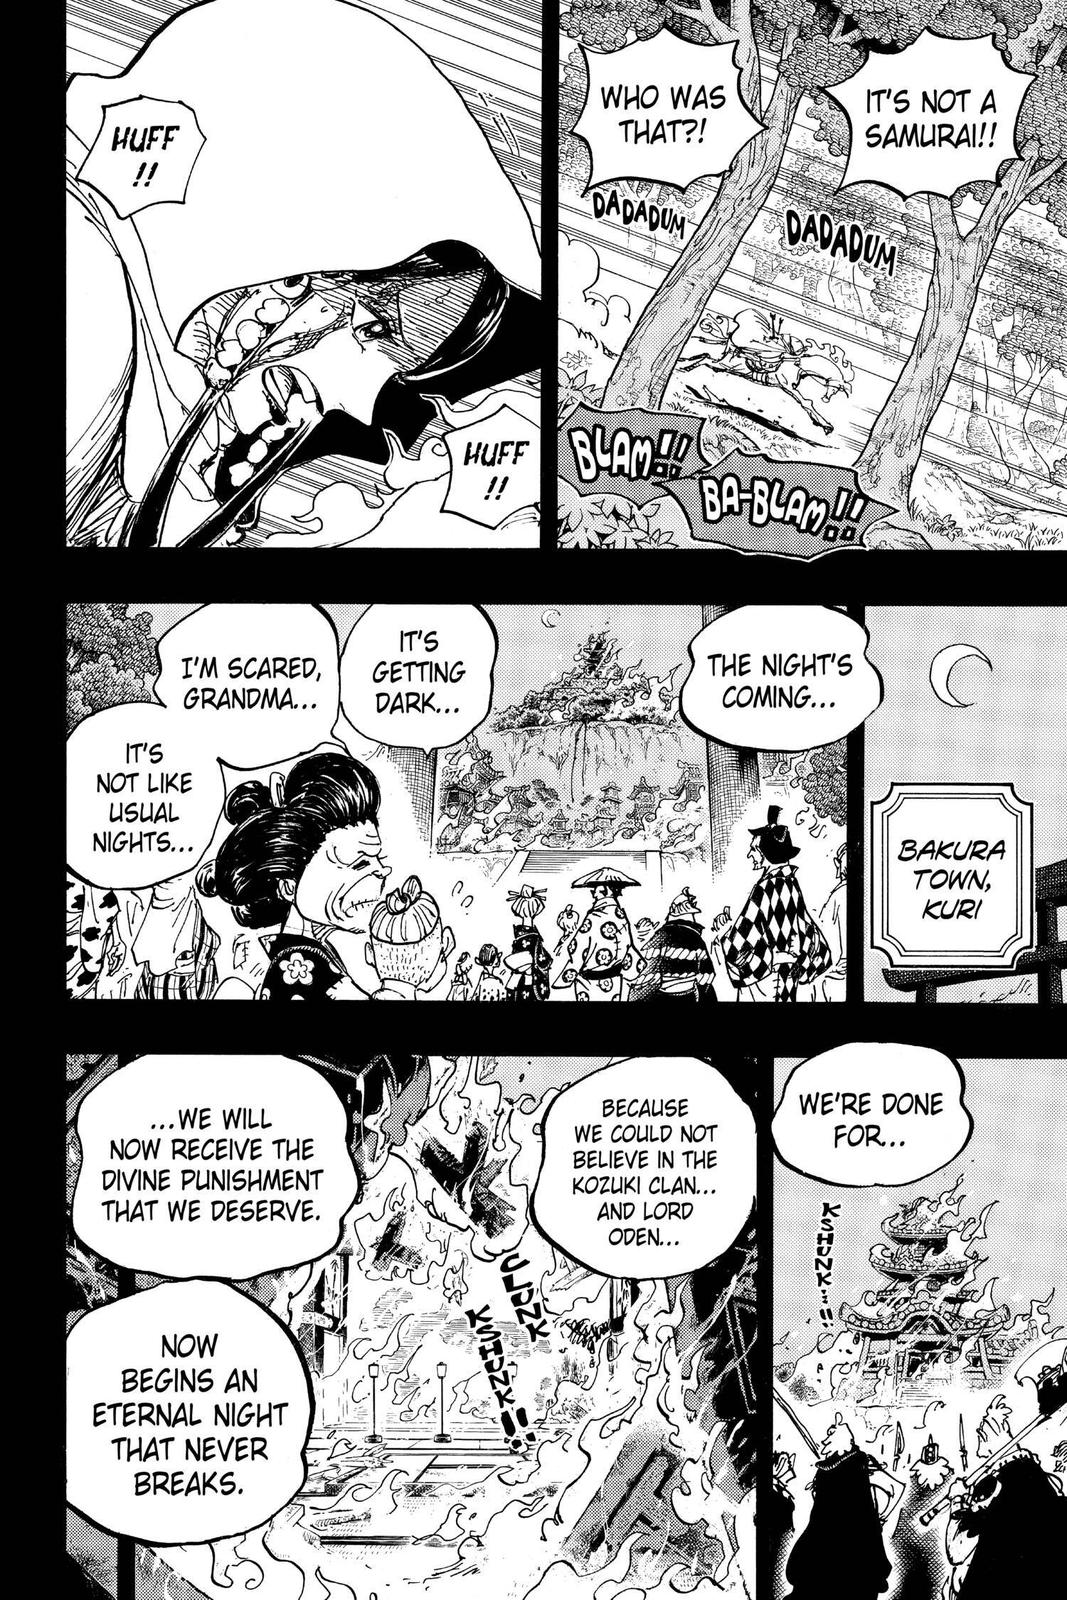 IT'S NOT A
SAMURAI!!
WHO WAS
THAT?!
DADADUM
DADADUM
BLAM!!
BA-BLAM!!
HUFF
!!
HUFF
!!
BAKURA
TOWN,
KURI
THE NIGHT'S
COMING...
IT'S
GETTING
DARK...
I'M SCARED,
GRANDMA...
IT'S
NOT LIKE
USUAL
NIGHTS...
WE'RE DONE
FOR...
KSHUNK!!
BECAUSE
WE COULD NOT
BELIEVE IN THE
KOZUKI CLAN...
AND LORD
ODEN...
CLUNK
KSHUNK!!
...WE WILL
NOW RECEIVE THE
DIVINE PUNISHMENT
THAT WE DESERVE.
NOW
BEGINS AN
ETERNAL NIGHT
THAT NEVER
BREAKS.